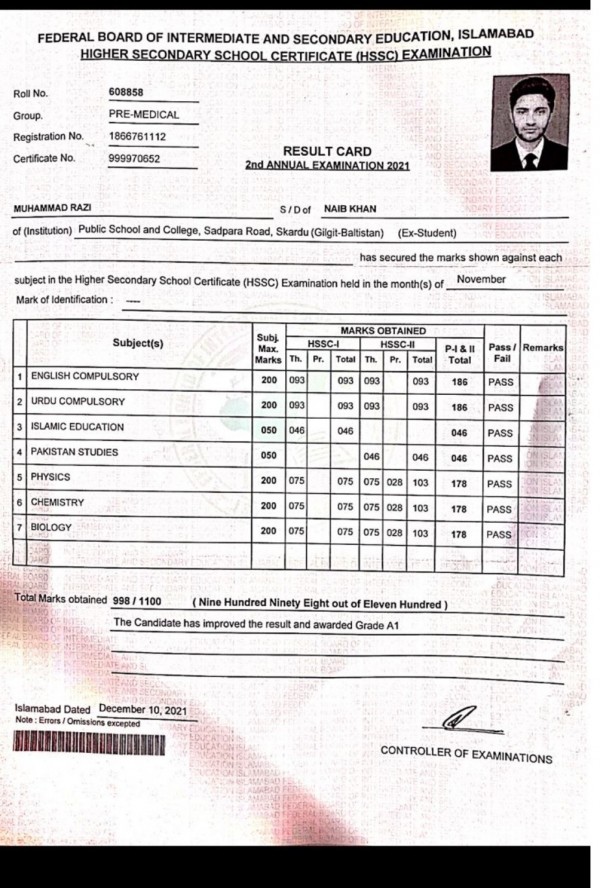 FEDERAL BOARD OF INTERMEDIATE AND SECONDARY EDUCATION, ISLAMABAD
HIGHER SECONDARY SCHOOL CERTIFICATE (HSSC) EXAMINATION
Roll No. 608858
Group. PRE-MEDICAL
Registration No. 1866761112
Certificate No. 999970652
RESULT CARD
2nd ANNUAL EXAMINATION 2021
MUHAMMAD RAZI S / D of NAIB KHAN
of (Institution) Public School and College, Sadpara Road, Skardu (Gilgit-Baltistan) (Ex-Student)
has secured the marks shown against each
subject in the Higher Secondary School Certificate (HSSC) Examination held in the month(s) of November
Mark of Identification : ----
Subject(s) Subj. Max. Marks MARKS OBTAINED Pass / Fail Remarks
HSSC-I HSSC-II P-I & II Total
Th. Pr. Total Th. Pr. Total
1 ENGLISH COMPULSORY 200 093 093 093 093 186 PASS
2 URDU COMPULSORY 200 093 093 093 093 186 PASS
3 ISLAMIC EDUCATION 050 046 046 046 PASS
4 PAKISTAN STUDIES 050 046 046 046 PASS
5 PHYSICS 200 075 075 075 028 103 178 PASS
6 CHEMISTRY 200 075 075 075 028 103 178 PASS
7 BIOLOGY 200 075 075 075 028 103 178 PASS
Total Marks obtained 998 / 1100 ( Nine Hundred Ninety Eight out of Eleven Hundred )
The Candidate has improved the result and awarded Grade A1
Islamabad Dated December 10, 2021
Note : Errors / Omissions excepted
CONTROLLER OF EXAMINATIONS